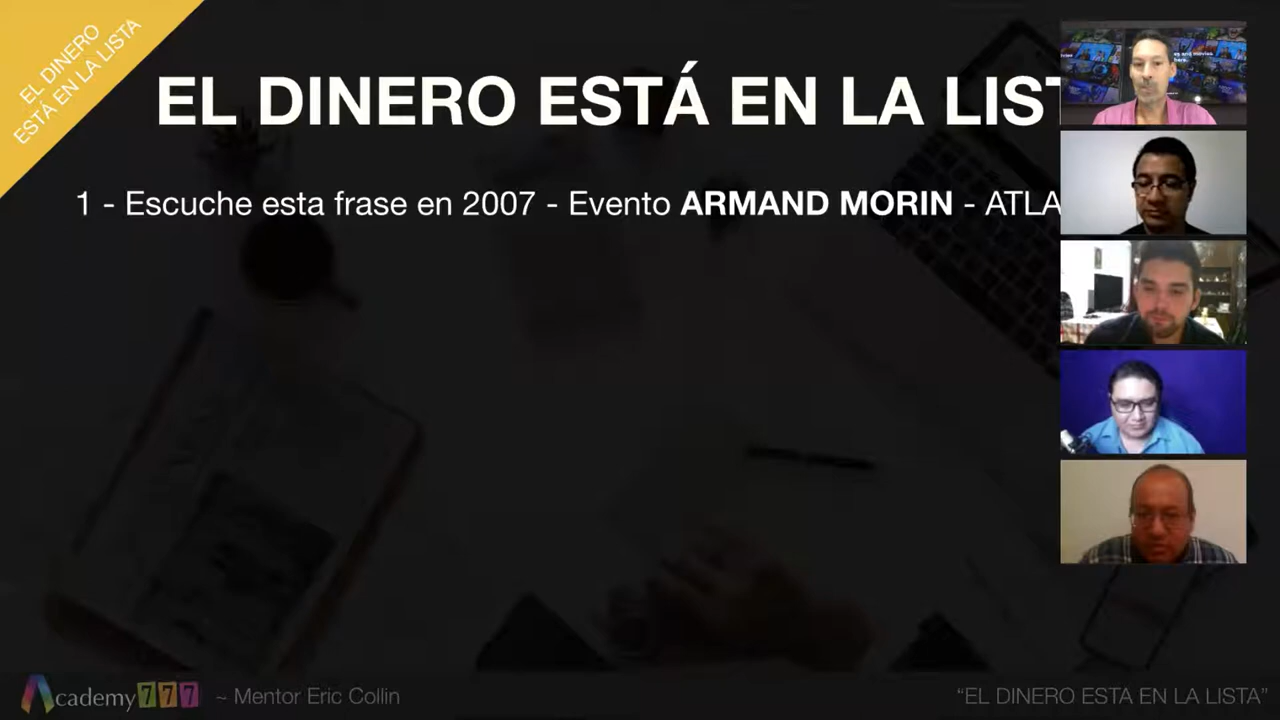 EL DINERO
ESTÁ EN LA LISTA
EL DINERO ESTÁ EN LA LIST
1 - Escuche esta frase en 2007 - Evento ARMAND MORIN - ATLA
Academy777 ~ Mentor Eric Collin
“EL DINERO ESTA EN LA LISTA”